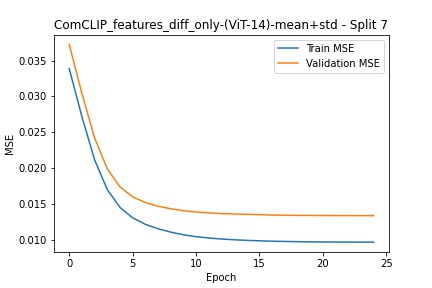 ComCLIP_features_diff_only-(ViT-14)-mean+std - Split 7
Train MSE
Validation MSE
MSE
0.035
0.030
0.025
0.020
0.015
0.010
0 5 10 15 20 25
Epoch